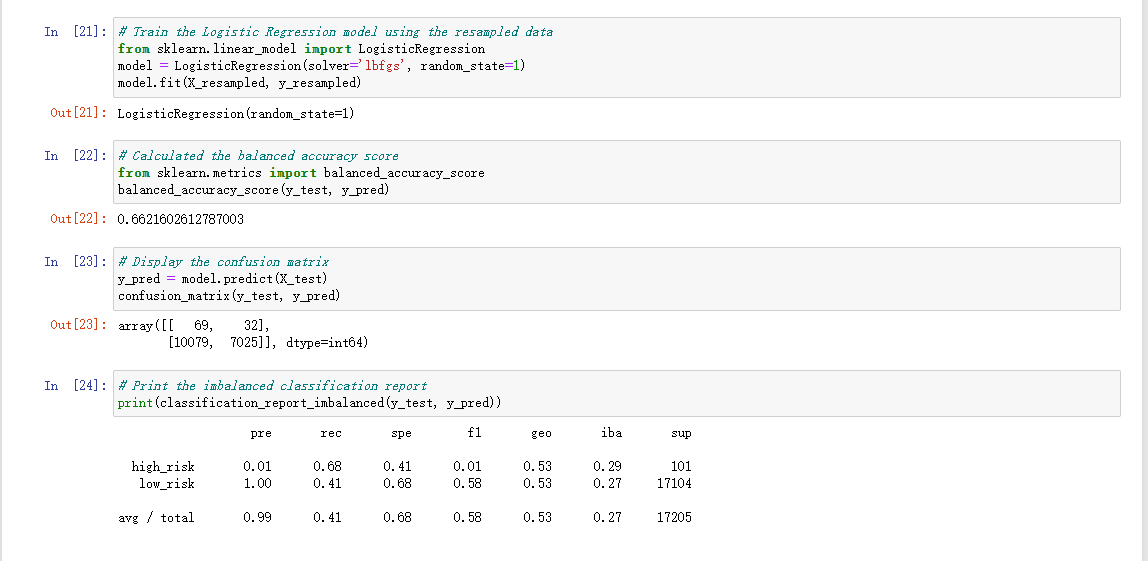 In [21]: # Train the Logistic Regression model using the resampled data
from sklearn.linear_model import LogisticRegression
model = LogisticRegression(solver='lbfgs', random_state=1)
model.fit(X_resampled, y_resampled)
Out[21]: LogisticRegression(random_state=1)
In [22]: # Calculated the balanced accuracy score
from sklearn.metrics import balanced_accuracy_score
balanced_accuracy_score(y_test, y_pred)
Out[22]: 0.6621602612787003
In [23]: # Display the confusion matrix
y_pred = model.predict(X_test)
confusion_matrix(y_test, y_pred)
Out[23]: array([[   69,    32],
       [10079,  7025]], dtype=int64)
In [24]: # Print the imbalanced classification report
print(classification_report_imbalanced(y_test, y_pred))
pre rec spe f1 geo iba sup
high_risk 0.01 0.68 0.41 0.01 0.53 0.29 101
low_risk 1.00 0.41 0.68 0.58 0.53 0.27 17104
avg / total 0.99 0.41 0.68 0.58 0.53 0.27 17205